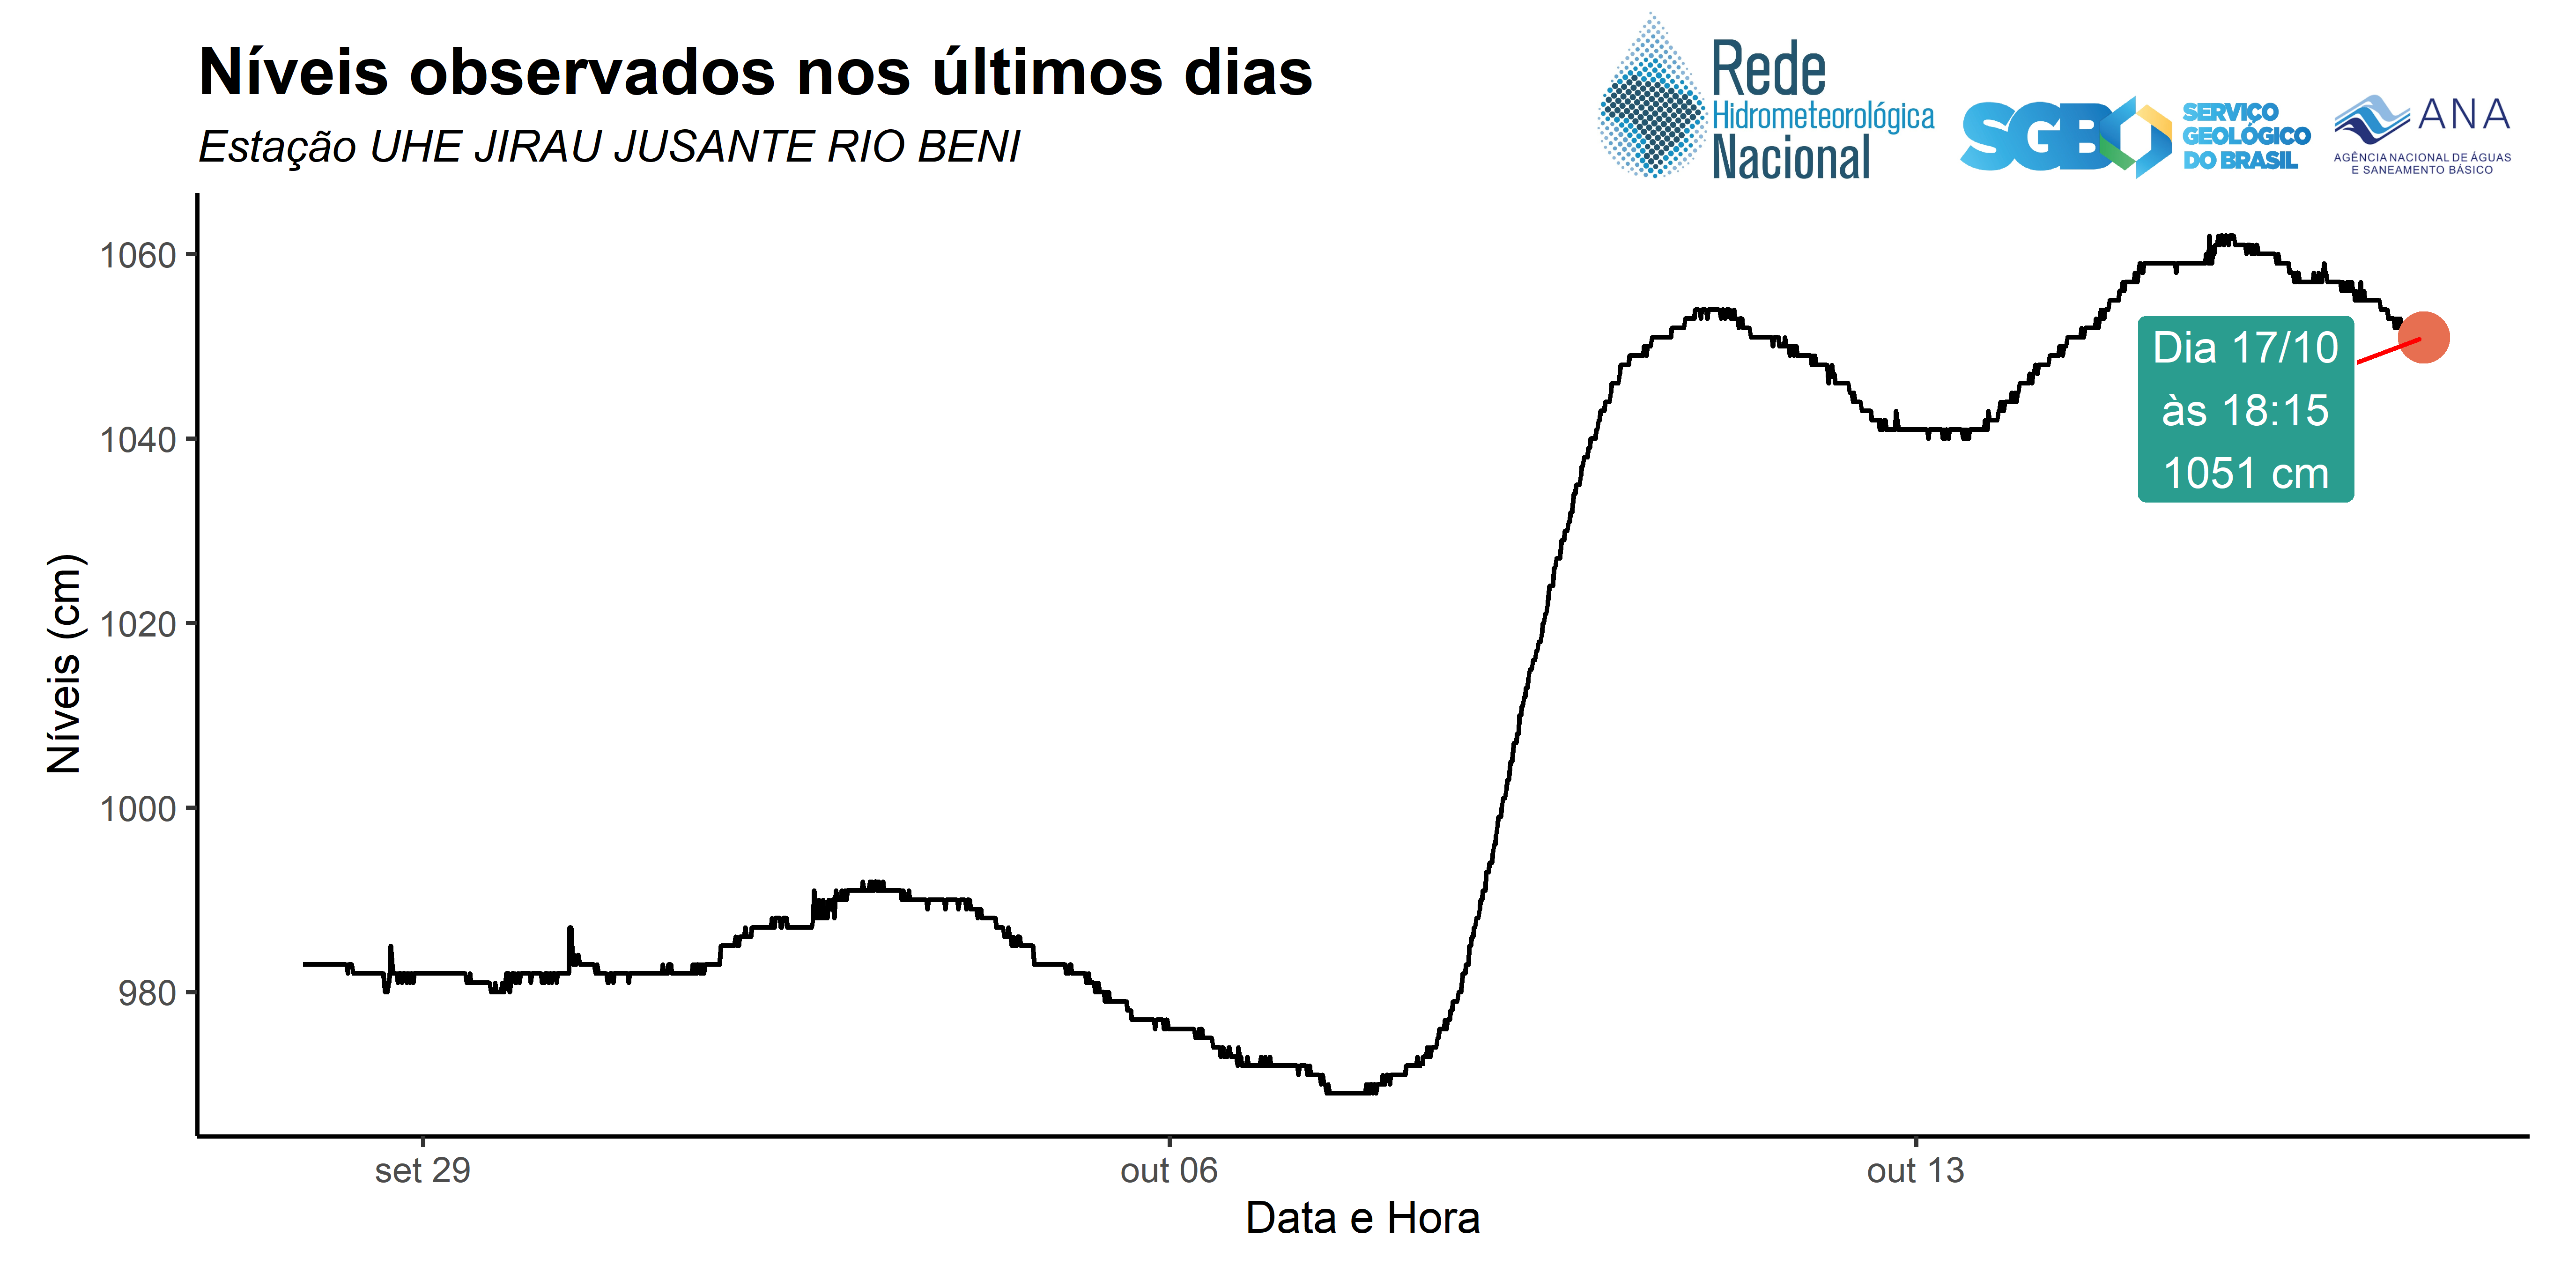 Níveis observados nos últimos dias
Estação UHE JIRAU JUSANTE RIO BENI
Rede
Hidrometeorológica
Nacional
SGB
SERVIÇO
GEOLÓGICO
DO BRASIL
ANA
AGÊNCIA NACIONAL DE ÁGUAS
E SANEAMENTO BÁSICO
Níveis (cm)
1060
1040
1020
1000
980
Dia 17/10
às 18:15
1051 cm
set 29
out 06
out 13
Data e Hora